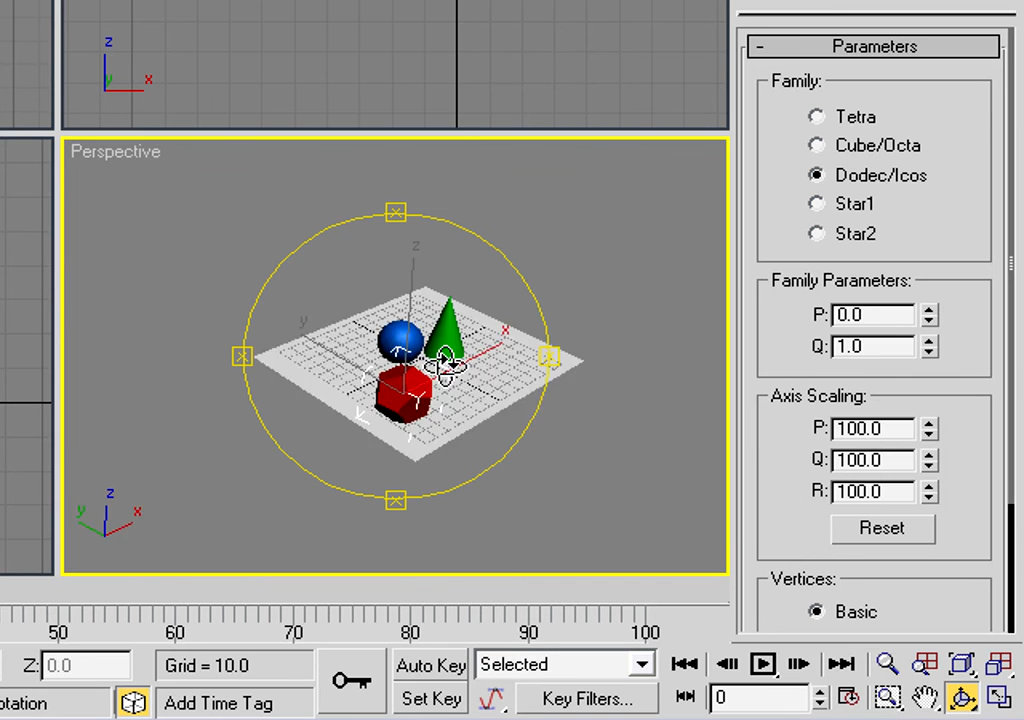 z
y x
Perspective
z
y
x
z
y x
- Parameters
Family:
Tetra
Cube/Octa
Dodec/Icos
Star1
Star2
Family Parameters:
P: 0.0
Q: 1.0
Axis Scaling:
P: 100.0
Q: 100.0
R: 100.0
Reset
Vertices:
Basic
50 60 70 80 90 100
Z: 0.0 Grid = 10.0 Auto Key Selected
otation Add Time Tag Set Key Key Filters... 0